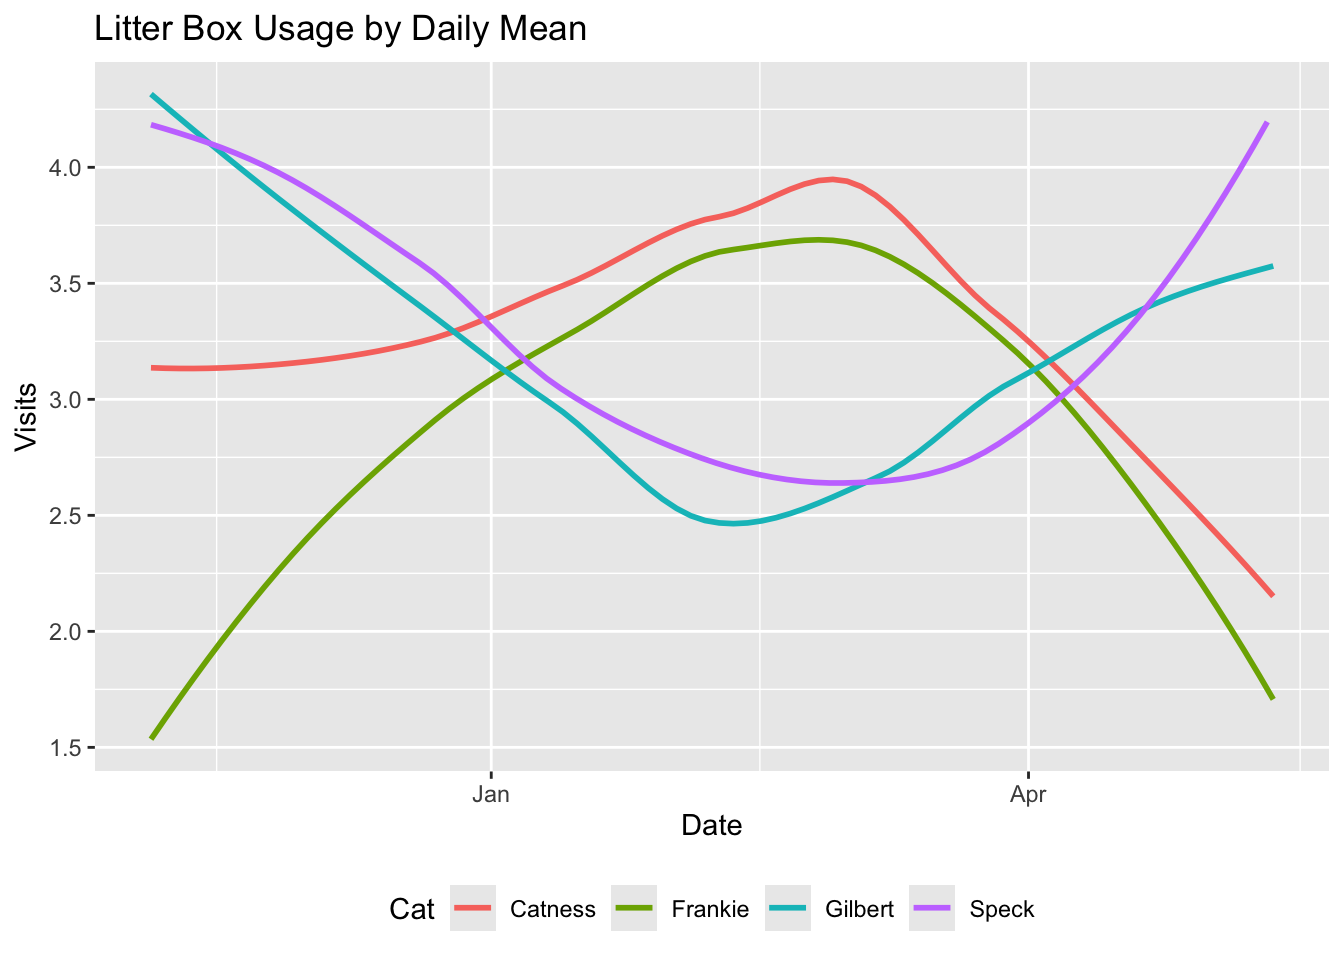 Litter Box Usage by Daily Mean
4.0
3.5
3.0
2.5
2.0
1.5
Visits
Jan Apr
Date
Cat Catness Frankie Gilbert Speck